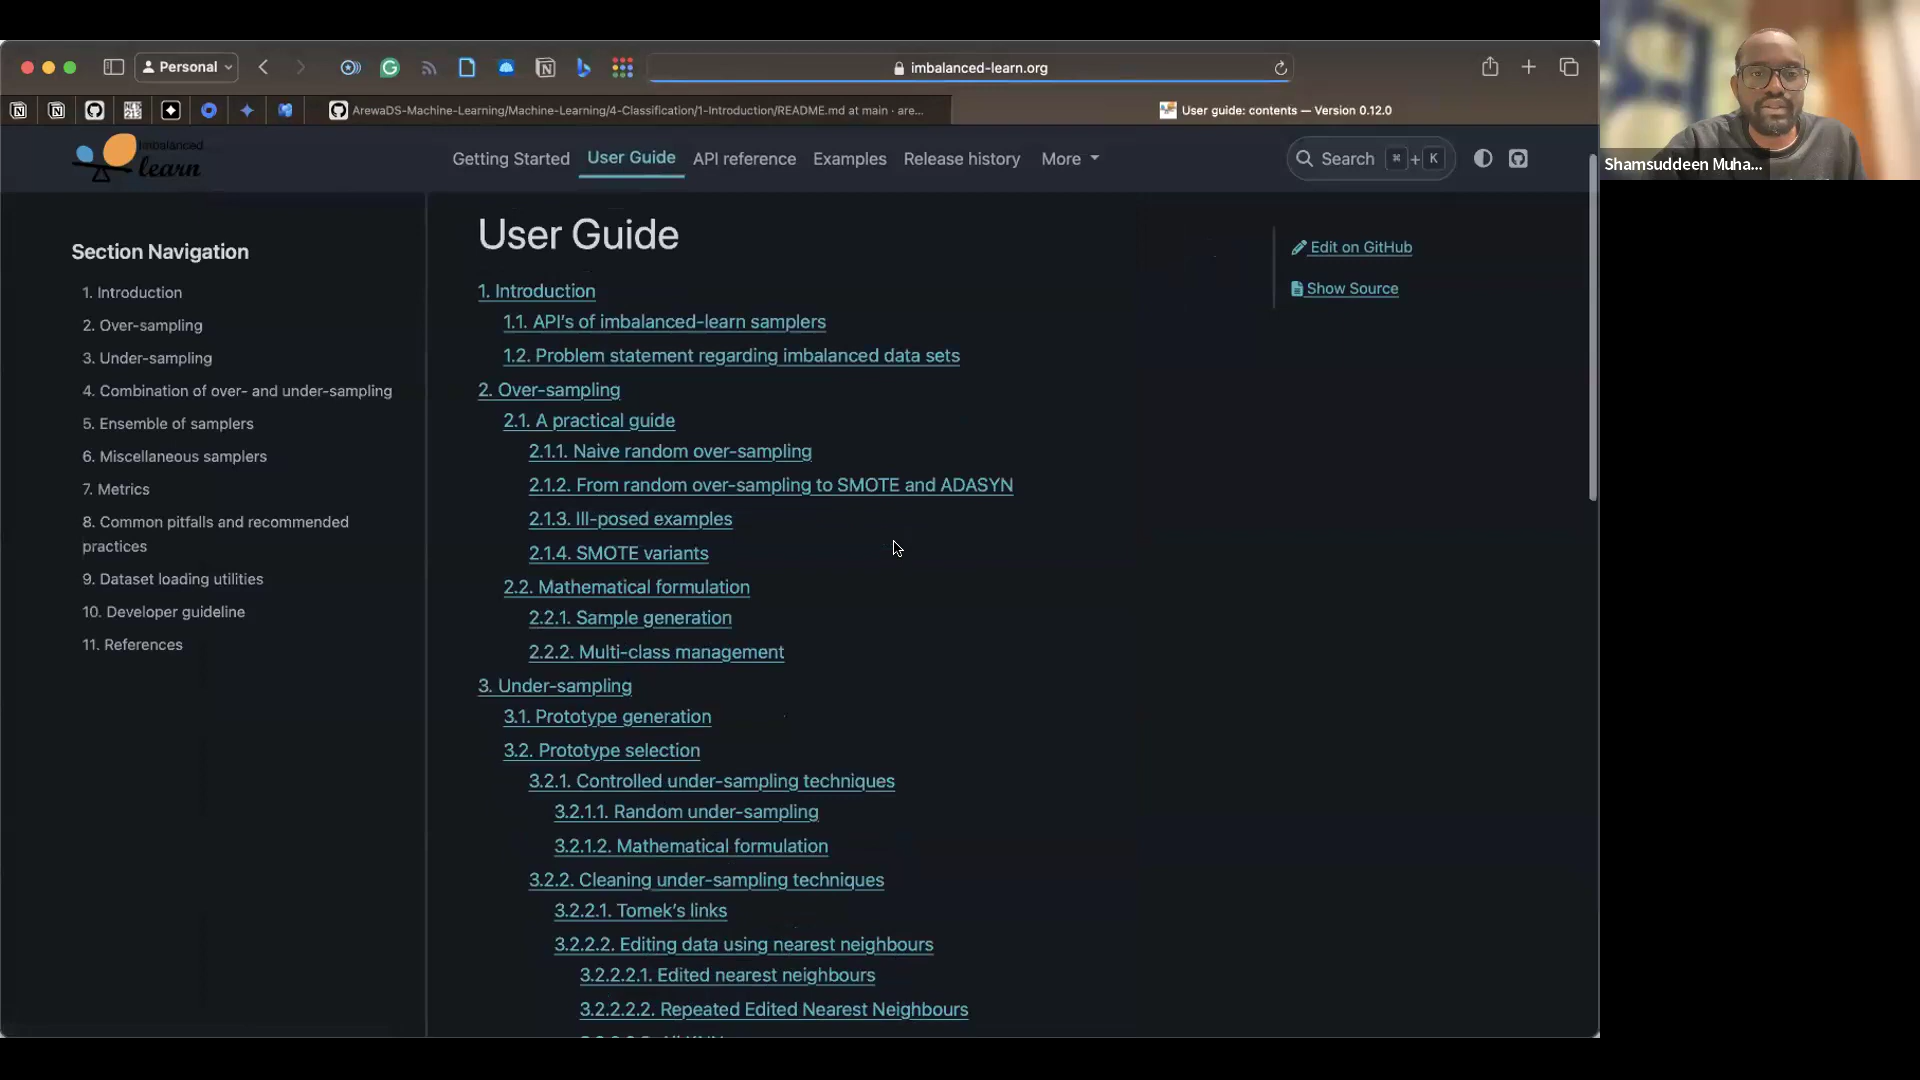 Personal
imbalanced-learn.org
ArewaDS-Machine-Learning/Machine-Learning/4-Classification/1-Introduction/README.md at main · are...
User guide: contents — Version 0.12.0
Shamsuddeen Muha...
imbalanced
learn
Getting Started
User Guide
API reference
Examples
Release history
More
Search ⌘ + K
Section Navigation
1. Introduction
2. Over-sampling
3. Under-sampling
4. Combination of over- and under-sampling
5. Ensemble of samplers
6. Miscellaneous samplers
7. Metrics
8. Common pitfalls and recommended
practices
9. Dataset loading utilities
10. Developer guideline
11. References
User Guide
1. Introduction
1.1. API's of imbalanced-learn samplers
1.2. Problem statement regarding imbalanced data sets
2. Over-sampling
2.1. A practical guide
2.1.1. Naive random over-sampling
2.1.2. From random over-sampling to SMOTE and ADASYN
2.1.3. Ill-posed examples
2.1.4. SMOTE variants
2.2. Mathematical formulation
2.2.1. Sample generation
2.2.2. Multi-class management
3. Under-sampling
3.1. Prototype generation
3.2. Prototype selection
3.2.1. Controlled under-sampling techniques
3.2.1.1. Random under-sampling
3.2.1.2. Mathematical formulation
3.2.2. Cleaning under-sampling techniques
3.2.2.1. Tomek's links
3.2.2.2. Editing data using nearest neighbours
3.2.2.2.1. Edited nearest neighbours
3.2.2.2.2. Repeated Edited Nearest Neighbours
Edit on GitHub
Show Source